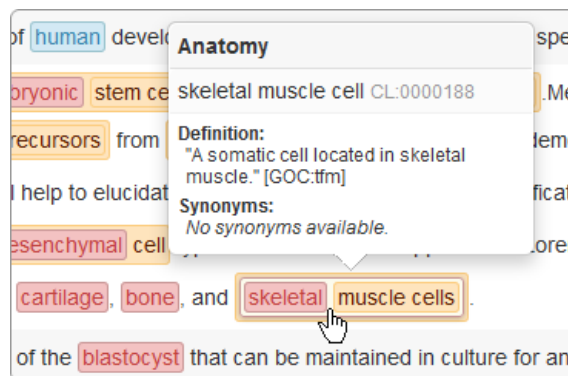 of human develo
spe
Anatomy
bryonic stem ce
skeletal muscle cell CL:0000188
.Me
recursors from
Definition:
"A somatic cell located in skeletal
muscle." [GOC:tfm]
dem
l help to elucidat
ficat
Synonyms:
No synonyms available.
esenchymal cell
ore
cartilage, bone, and skeletal muscle cells.
of the blastocyst that can be maintained in culture for an